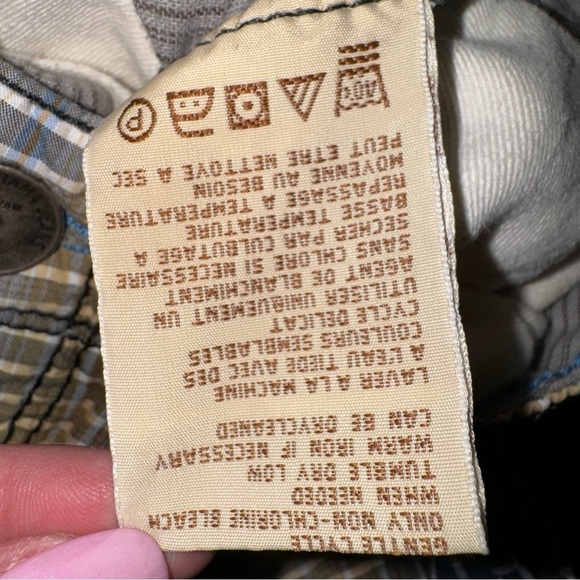 GENTLE CYCLE
ONLY NON-CHLORINE BLEACH
WHEN NEEDED
TUMBLE DRY LOW
WARM IRON IF NECESSARY
CAN BE DRYCLEANED
LAVER A LA MACHINE
A L'EAU TIEDE AVEC DES
COULEURS SEMBLABLES
CYCLE DELICAT
UTILISER UNIQUEMENT UN
AGENT DE BLANCHIMENT
SANS CHLORE SI NECESSAIRE
SECHER PAR CULBUTAGE A
BASSE TEMPERATURE
REPASSAGE A TEMPERATURE
MOYENNE AU BESOIN
PEUT ETRE NETTOYE A SEC
40° P